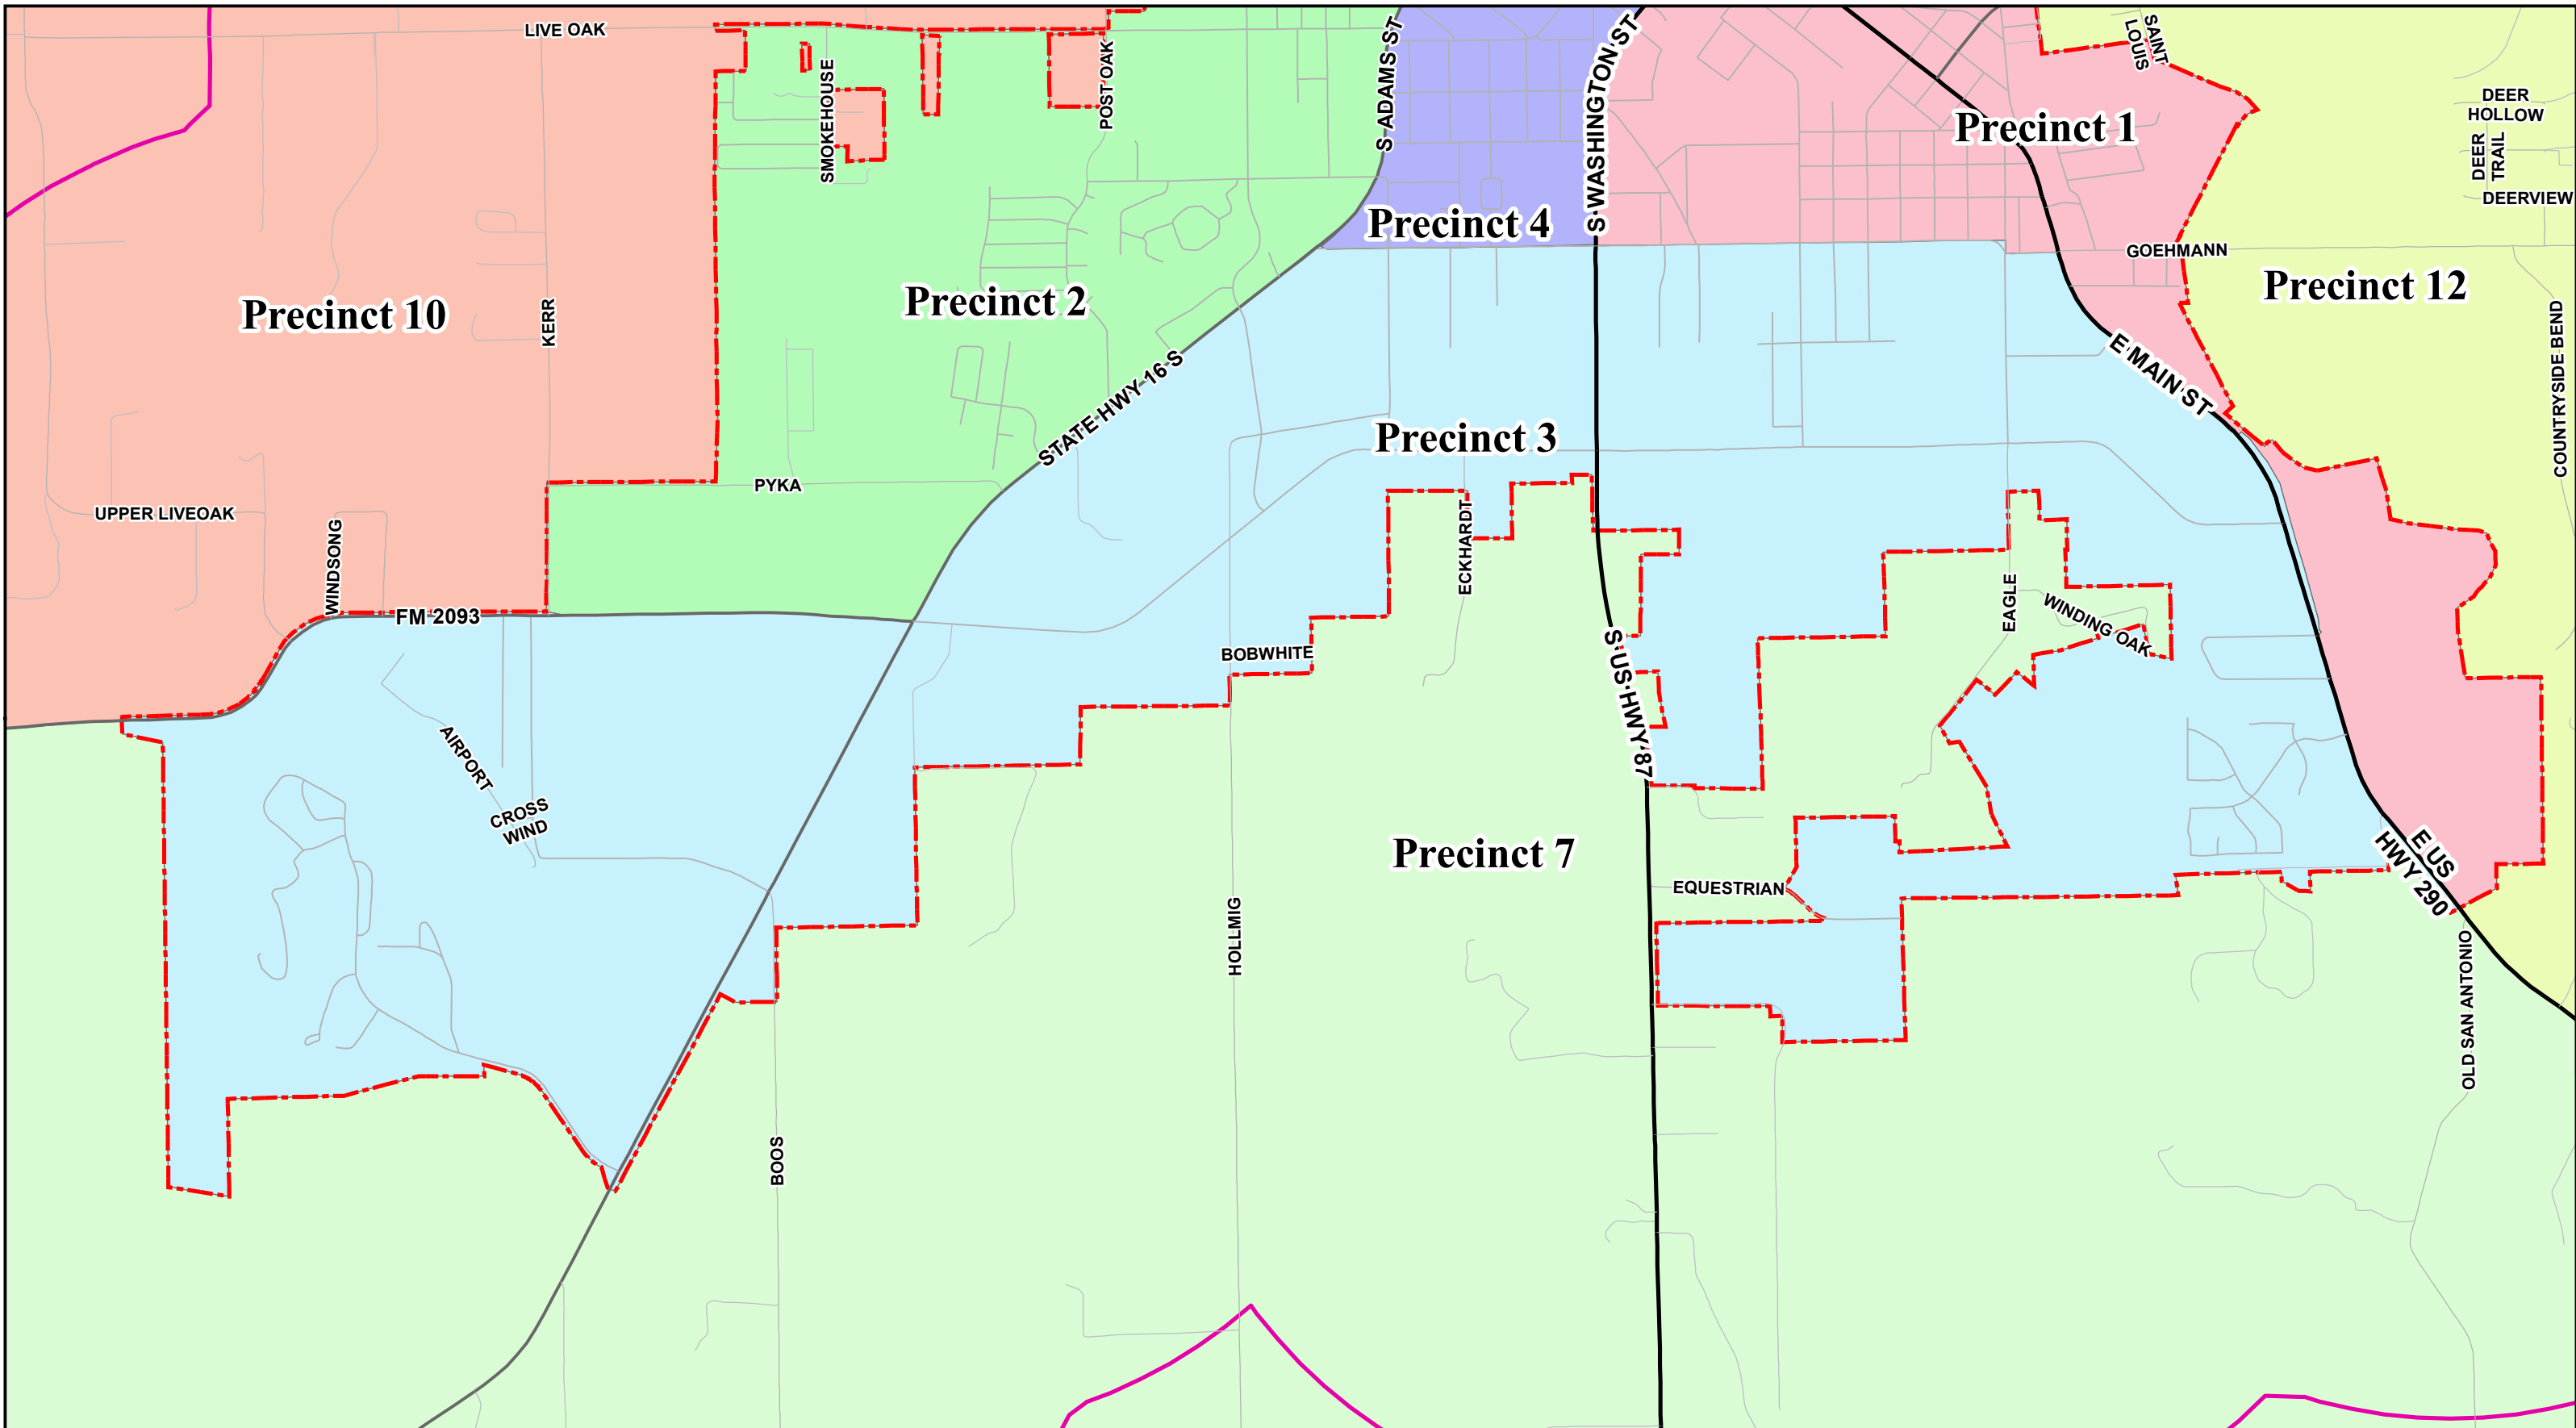 LIVE OAK
SMOKEHOUSE
POST OAK
S ADAMS ST
S WASHINGTON ST
SAINT
LOUIS
DEER
HOLLOW
DEER
TRAIL
DEERVIEW
Precinct 1
Precinct 4
GOEHMANN
Precinct 12
Precinct 10
Precinct 2
KERR
COUNTRYSIDE BEND
STATE HWY 16 S
E MAIN ST
Precinct 3
PYKA
UPPER LIVEOAK
WINDSONG
ECKHARDT
EAGLE
WINDING OAK
FM 2093
BOBWHITE
S US HWY 87
AIRPORT
CROSS
WIND
Precinct 7
E US
HWY 290
EQUESTRIAN
HOLLMIG
OLD SAN ANTONIO
BOOS